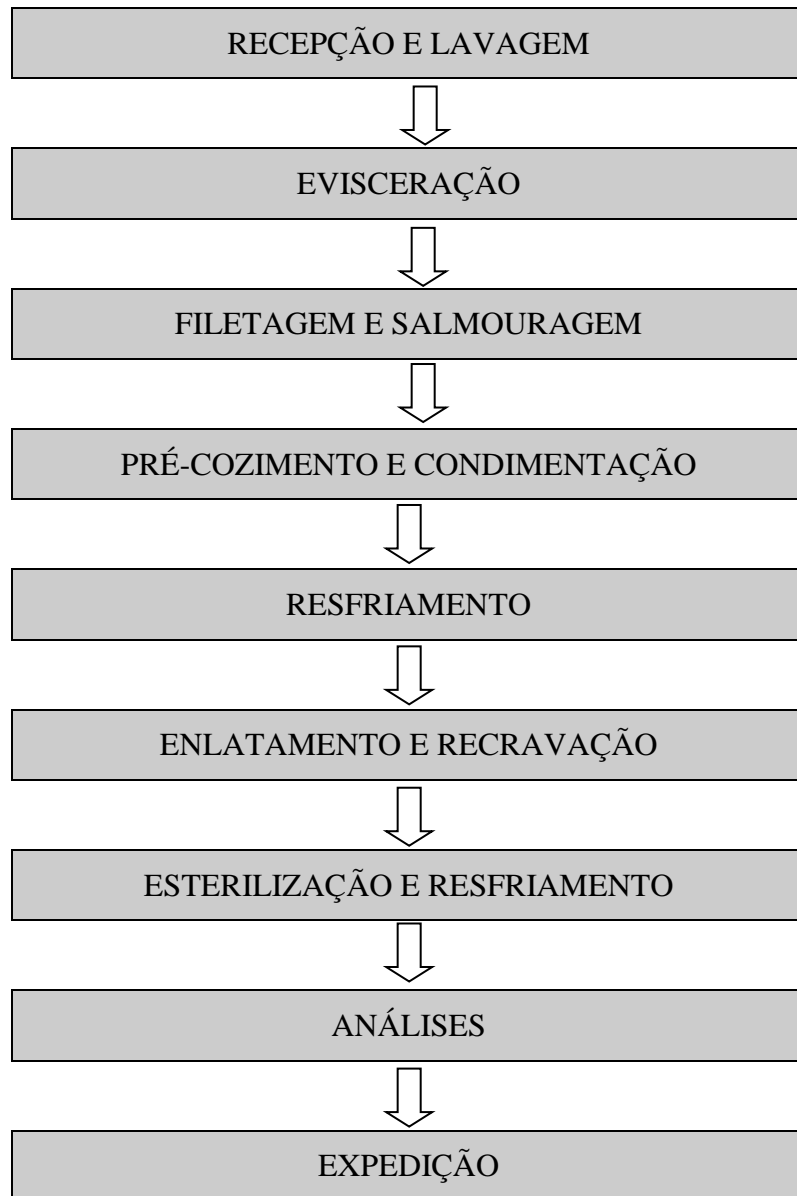 RECEPÇÃO E LAVAGEM
EVISCERAÇÃO
FILETAGEM E SALMOURAGEM
PRÉ-COZIMENTO E CONDIMENTAÇÃO
RESFRIAMENTO
ENLATAMENTO E RECRAVAÇÃO
ESTERILIZAÇÃO E RESFRIAMENTO
ANÁLISES
EXPEDIÇÃO